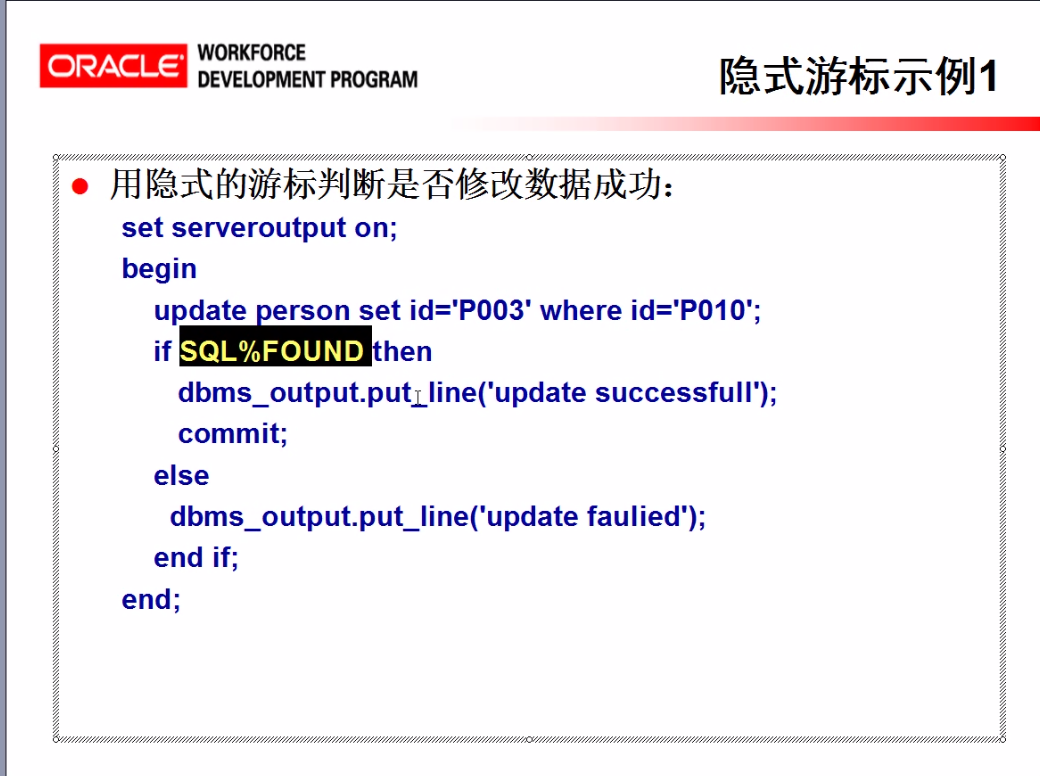 ORACLE
WORKFORCE
DEVELOPMENT PROGRAM
隐式游标示例1
用隐式的游标判断是否修改数据成功：
set serveroutput on;
begin
update person set id='P003' where id='P010';
if SQL%FOUND then
dbms_output.put_line('update successfull');
commit;
else
dbms_output.put_line('update faulied');
end if;
end;